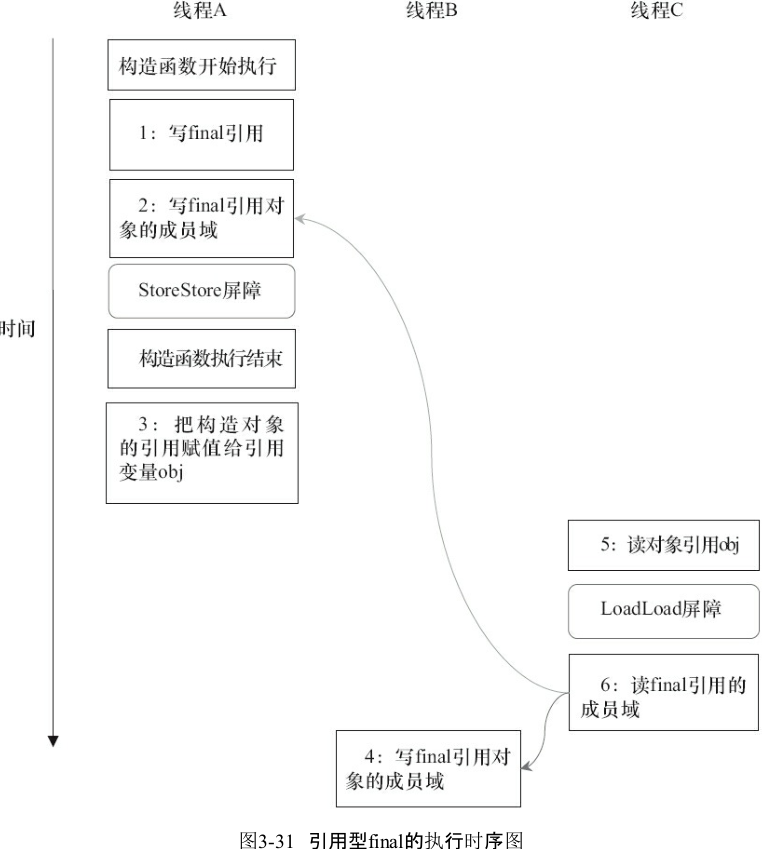 线程A 线程B 线程C
构造函数开始执行
1：写final引用
2：写final引用对
象的成员域
StoreStore屏障
时间
构造函数执行结束
3：把构造对象
的引用赋值给引用
变量obj
5：读对象引用obj
LoadLoad屏障
6：读final引用的
成员域
4：写final引用对
象的成员域
图3-31 引用型final的执行时序图